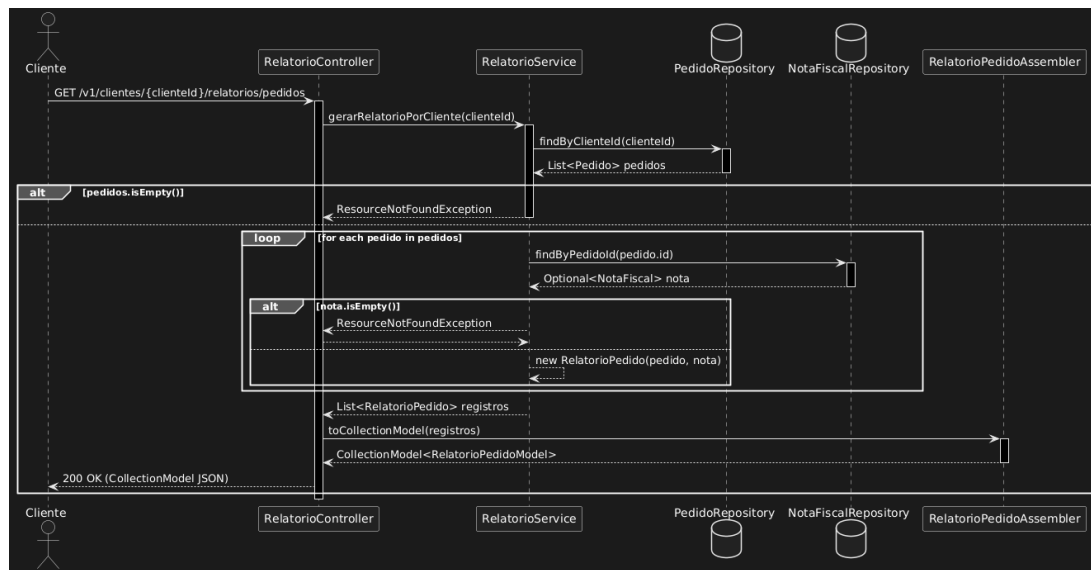 Cliente
RelatorioController
RelatorioService
PedidoRepository
NotaFiscalRepository
RelatorioPedidoAssembler
GET /v1/clientes/{clienteId}/relatorios/pedidos
gerarRelatorioPorCliente(clienteId)
findByClienteId(clienteId)
List<Pedido> pedidos
alt [pedidos.isEmpty()]
ResourceNotFoundException
loop [for each pedido in pedidos]
findByPedidoId(pedido.id)
Optional<NotaFiscal> nota
alt [nota.isEmpty()]
ResourceNotFoundException
new RelatorioPedido(pedido, nota)
List<RelatorioPedido> registros
toCollectionModel(registros)
CollectionModel<RelatorioPedidoModel>
200 OK (CollectionModel JSON)
Cliente
RelatorioController
RelatorioService
PedidoRepository
NotaFiscalRepository
RelatorioPedidoAssembler